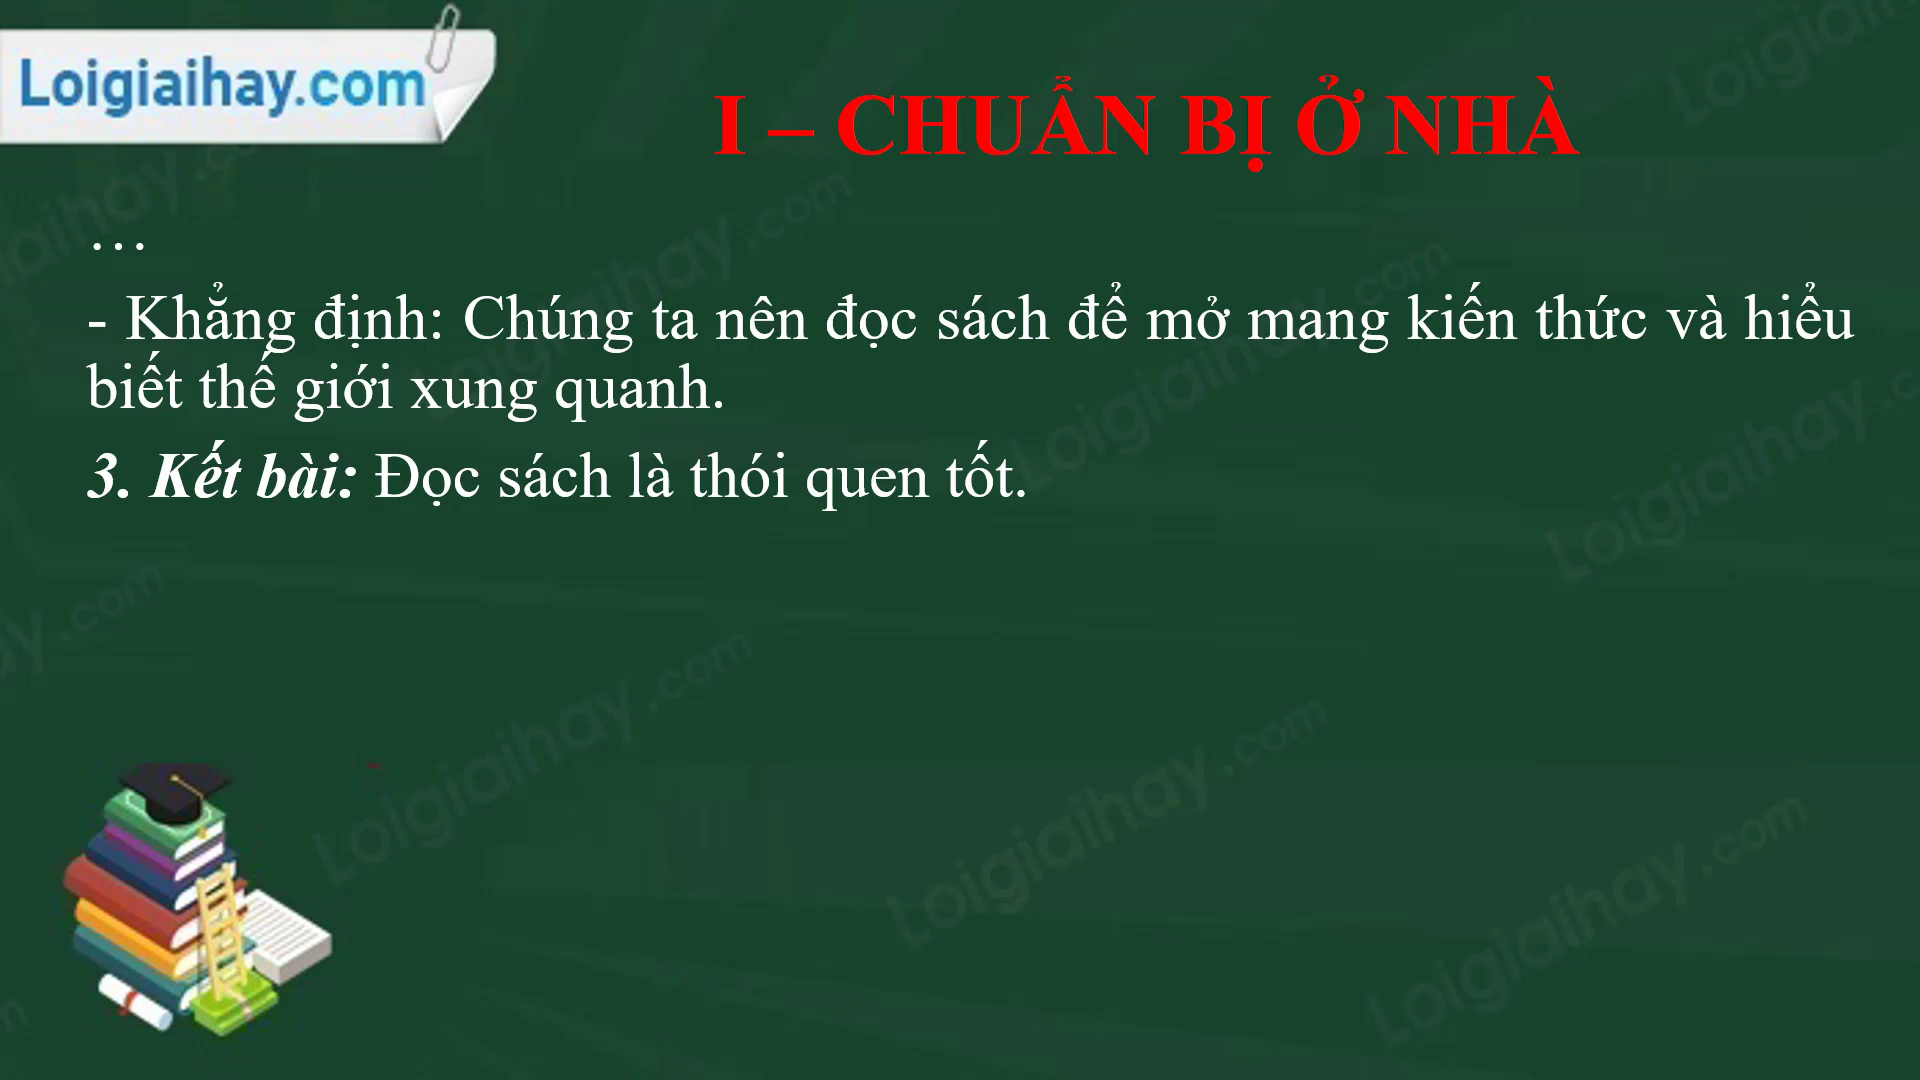 Loigiaihay.com
I – CHUẨN BỊ Ở NHÀ
…
- Khẳng định: Chúng ta nên đọc sách để mở mang kiến thức và hiểu
biết thế giới xung quanh.
3. Kết bài: Đọc sách là thói quen tốt.